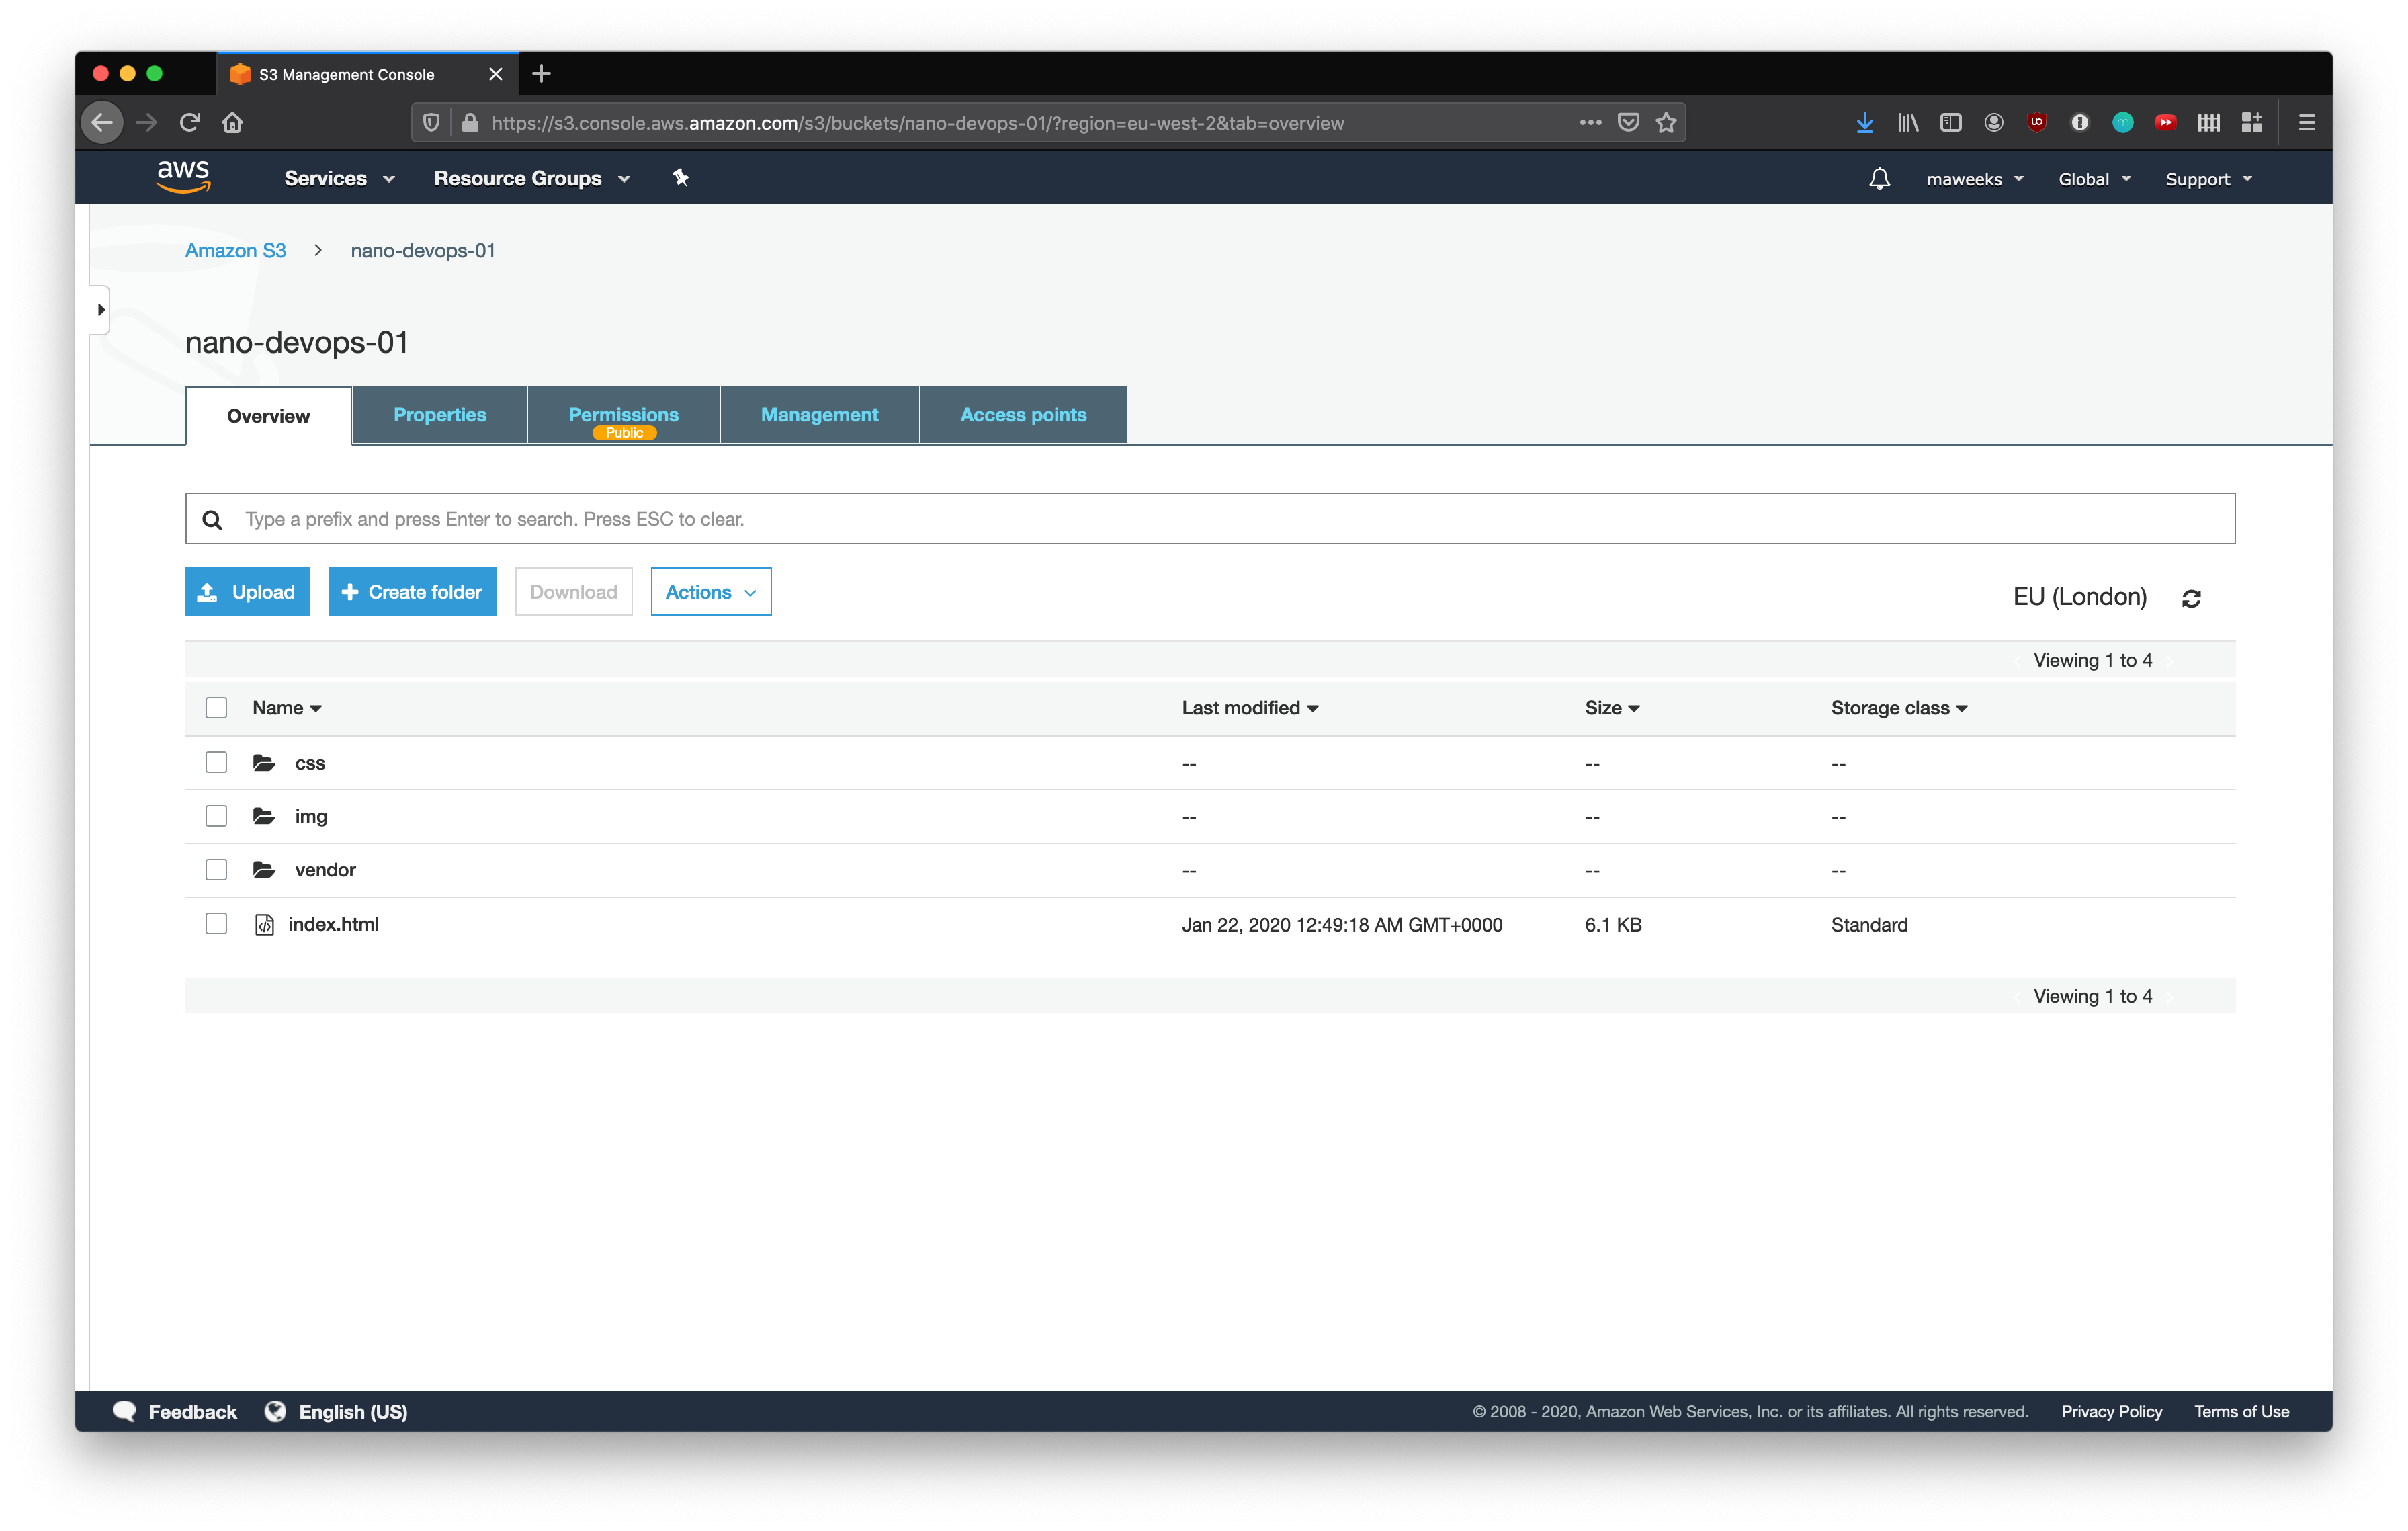 S3 Management Console
https://s3.console.aws.amazon.com/s3/buckets/nano-devops-01/?region=eu-west-2&tab=overview
aws Services Resource Groups maweeks Global Support
Amazon S3 > nano-devops-01
nano-devops-01
Overview Properties Permissions Management Access points
Public
Type a prefix and press Enter to search. Press ESC to clear.
Upload Create folder Download Actions EU (London)
Viewing 1 to 4
Name Last modified Size Storage class
css -- -- --
img -- -- --
vendor -- -- --
index.html Jan 22, 2020 12:49:18 AM GMT+0000 6.1 KB Standard
Viewing 1 to 4
Feedback English (US) © 2008 - 2020, Amazon Web Services, Inc. or its affiliates. All rights reserved. Privacy Policy Terms of Use